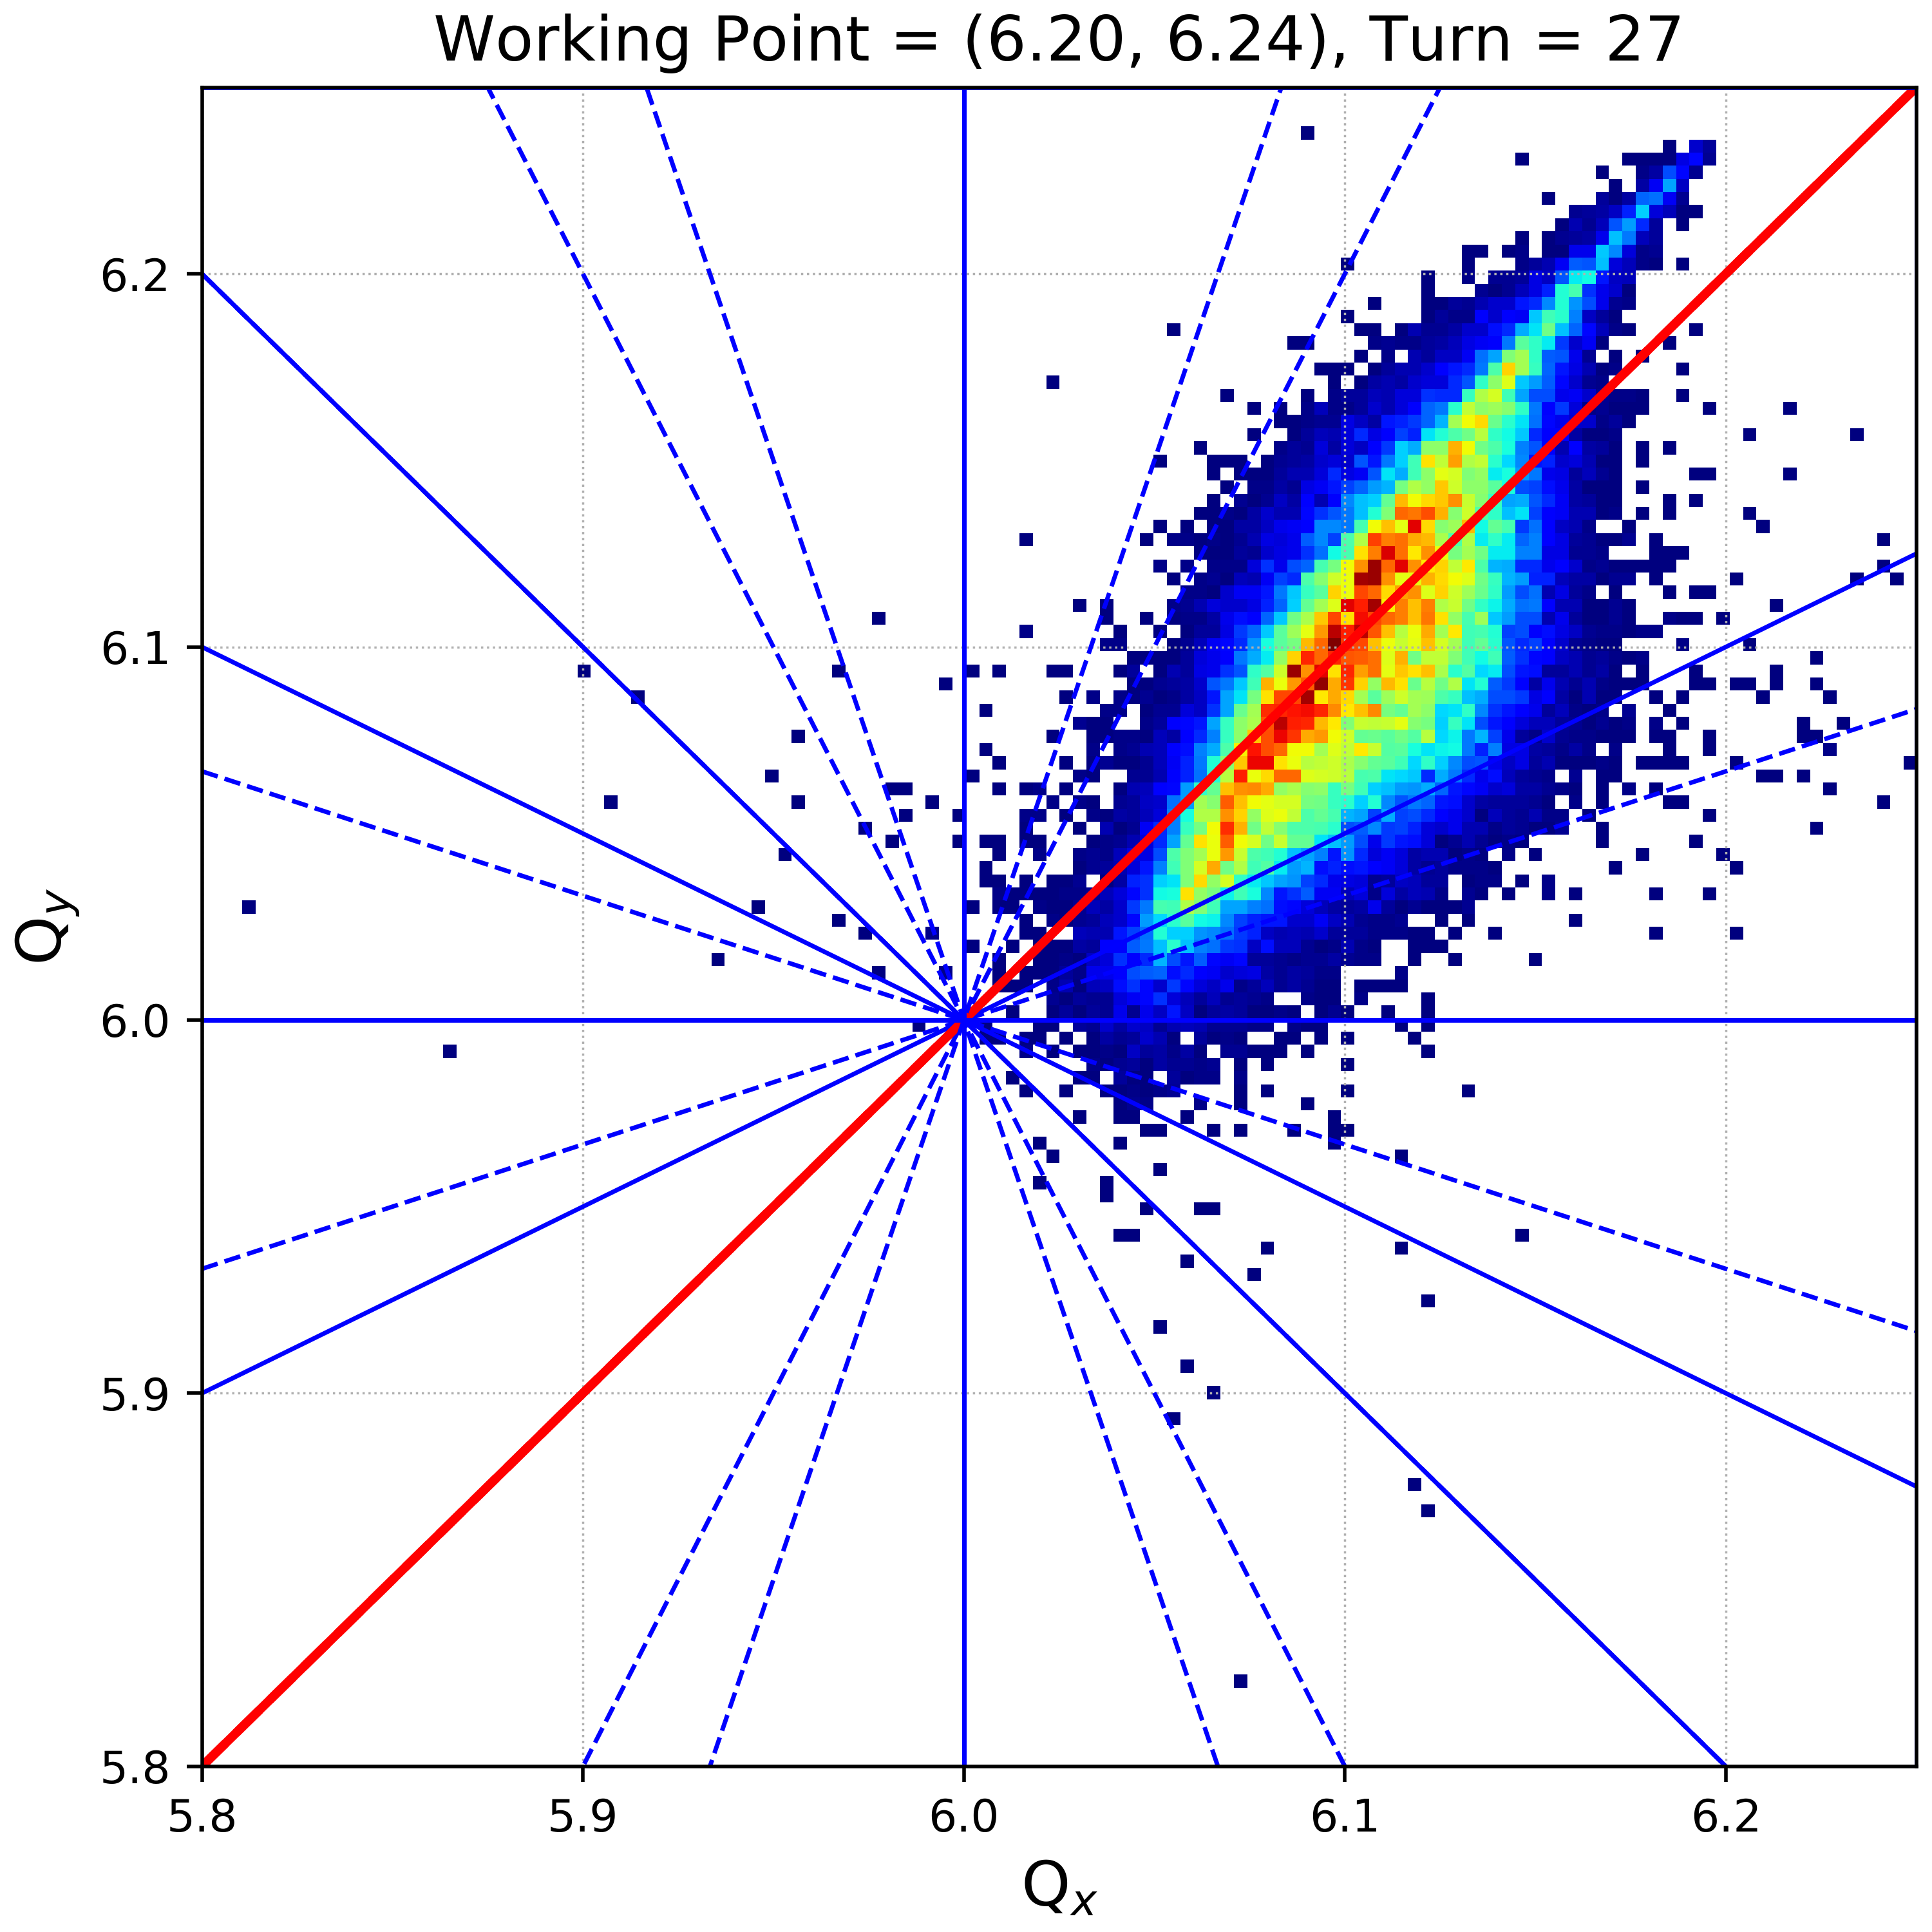 Working Point = (6.20, 6.24), Turn = 27
6.2
6.1
6.0
5.9
5.8
Qy
5.8 5.9 6.0 6.1 6.2
Qx